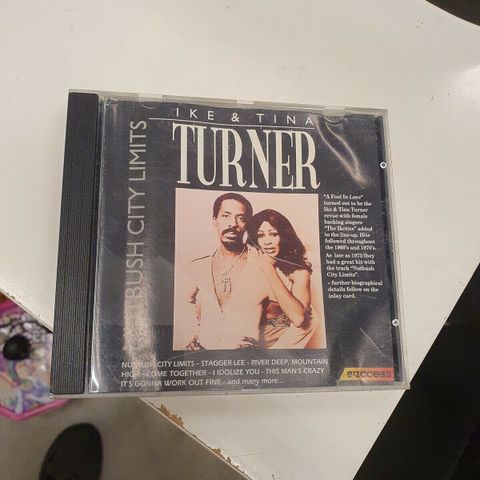 IKE & TINA
TURNER
BUSH CITY LIMITS
"A Fool In Love"
turned out to be the
Ike & Tina Turner
revue with female
backing singers
"The Ikettes" added
to the line-up. Hits
followed throughout
the 1960's and 1970's.
As late as 1973 they
had a great hit with
the track "Nutbush
City Limits".
- further biographical
details follow on the
inlay card.
NUTBUSH CITY LIMITS - STAGGER LEE - RIVER DEEP, MOUNTAIN
HIGH - COME TOGETHER - I IDOLIZE YOU - THIS MAN'S CRAZY
IT'S GONNA WORK OUT FINE - and many more...
success